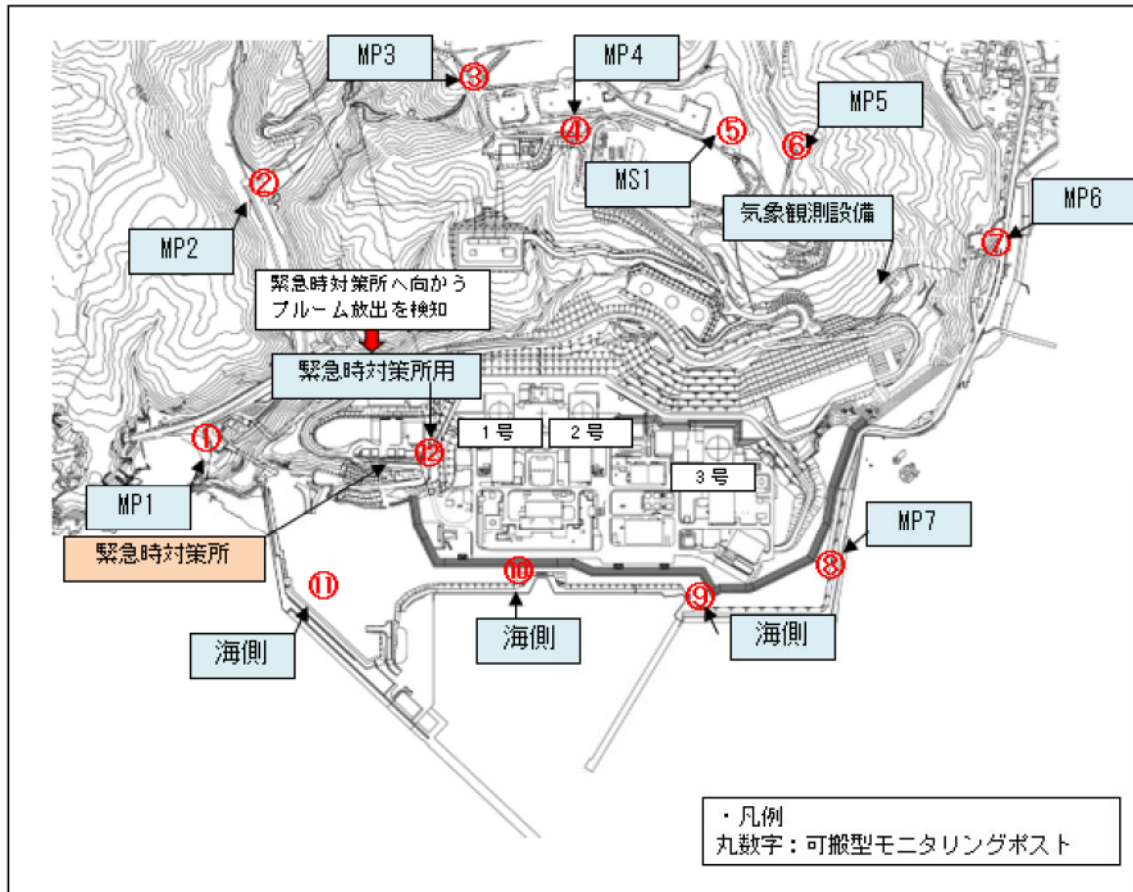 MP3
MP4
③
MP5
④
⑤
⑥
MS1
②
MP6
気象観測設備
MP2
⑦
緊急時対策所へ向かう
プルーム放出を検知
緊急時対策所用
①
⑫
1号
2号
3号
MP1
MP7
緊急時対策所
⑧
⑩
⑪
⑨
海側
海側
海側
・凡例
丸数字：可搬型モニタリングポスト